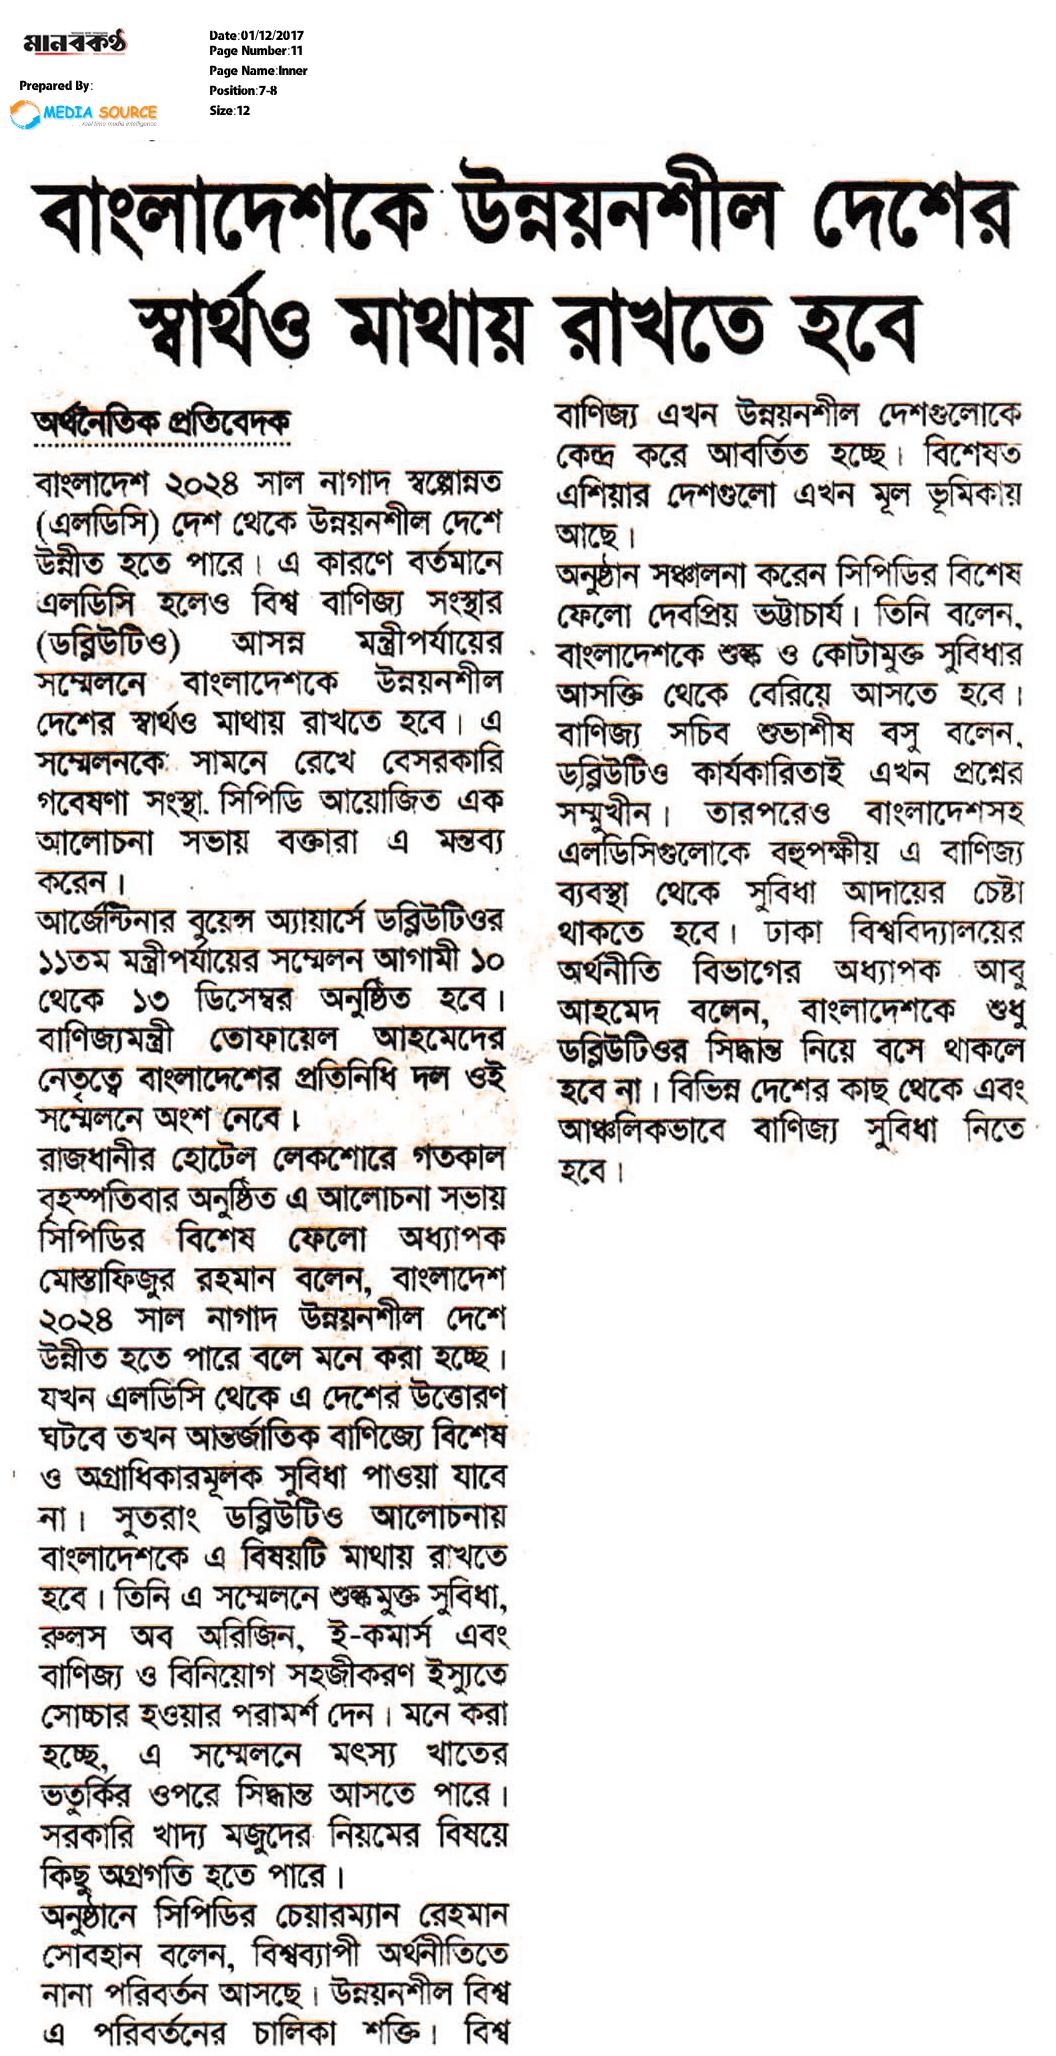 মানবকণ্ঠ
Prepared By:
MEDIA SOURCE
real time media intelligence
Date:01/12/2017
Page Number:11
Page Name:Inner
Position:7-8
Size:12
বাংলাদেশকে উন্নয়নশীল দেশের
স্বার্থও মাথায় রাখতে হবে
অর্থনৈতিক প্রতিবেদক
বাংলাদেশ ২০২৪ সাল নাগাদ স্বল্পোন্নত
(এলডিসি) দেশ থেকে উন্নয়নশীল দেশে
উন্নীত হতে পারে। এ কারণে বর্তমানে
এলডিসি হলেও বিশ্ব বাণিজ্য সংস্থার
(ডব্লিউটিও) আসন্ন মন্ত্রীপর্যায়ের
সম্মেলনে বাংলাদেশকে উন্নয়নশীল
দেশের স্বার্থও মাথায় রাখতে হবে। এ
সম্মেলনকে সামনে রেখে বেসরকারি
গবেষণা সংস্থা. সিপিডি আয়োজিত এক
আলোচনা সভায় বক্তারা এ মন্তব্য
করেন।
আর্জেন্টিনার বুয়েন্স অ্যায়ার্সে ডব্লিউটিওর
১১তম মন্ত্রীপর্যায়ের সম্মেলন আগামী ১০
থেকে ১৩ ডিসেম্বর অনুষ্ঠিত হবে।
বাণিজ্যমন্ত্রী তোফায়েল আহমেদের
নেতৃত্বে বাংলাদেশের প্রতিনিধি দল ওই
সম্মেলনে অংশ নেবে।
রাজধানীর হোটেল লেকশোরে গতকাল
বৃহস্পতিবার অনুষ্ঠিত এ আলোচনা সভায়
সিপিডির বিশেষ ফেলো অধ্যাপক
মোস্তাফিজুর রহমান বলেন, বাংলাদেশ
২০২৪ সাল নাগাদ উন্নয়নশীল দেশে
উন্নীত হতে পারে বলে মনে করা হচ্ছে।
যখন এলডিসি থেকে এ দেশের উত্তোরণ
ঘটবে তখন আন্তর্জাতিক বাণিজ্যে বিশেষ
ও অগ্রাধিকারমূলক সুবিধা পাওয়া যাবে
না। সুতরাং ডব্লিউটিও আলোচনায়
বাংলাদেশকে এ বিষয়টি মাথায় রাখতে
হবে। তিনি এ সম্মেলনে শুল্কমুক্ত সুবিধা,
রুলস অব অরিজিন, ই-কমার্স এবং
বাণিজ্য ও বিনিয়োগ সহজীকরণ ইস্যুতে
সোচ্চার হওয়ার পরামর্শ দেন। মনে করা
হচ্ছে, এ সম্মেলনে মৎস্য খাতের
ভতুর্কির ওপরে সিদ্ধান্ত আসতে পারে।
সরকারি খাদ্য মজুদের নিয়মের বিষয়ে
কিছু অগ্রগতি হতে পারে।
অনুষ্ঠানে সিপিডির চেয়ারম্যান রেহমান
সোবহান বলেন, বিশ্বব্যাপী অর্থনীতিতে
নানা পরিবর্তন আসছে। উন্নয়নশীল বিশ্ব
এ পরিবর্তনের চালিকা শক্তি। বিশ্ব
বাণিজ্য এখন উন্নয়নশীল দেশগুলোকে
কেন্দ্র করে আবর্তিত হচ্ছে। বিশেষত
এশিয়ার দেশগুলো এখন মূল ভূমিকায়
আছে।
অনুষ্ঠান সঞ্চালনা করেন সিপিডির বিশেষ
ফেলো দেবপ্রিয় ভট্টাচার্য। তিনি বলেন,
বাংলাদেশকে শুল্ক ও কোটামুক্ত সুবিধার
আসক্তি থেকে বেরিয়ে আসতে হবে।
বাণিজ্য সচিব শুভাশীষ বসু বলেন,
ডব্লিউটিও কার্যকারিতাই এখন প্রশ্নের
সম্মুখীন। তারপরেও বাংলাদেশসহ
এলডিসিগুলোকে বহুপক্ষীয় এ বাণিজ্য
ব্যবস্থা থেকে সুবিধা আদায়ের চেষ্টা
থাকতে হবে। ঢাকা বিশ্ববিদ্যালয়ের
অর্থনীতি বিভাগের অধ্যাপক আবু
আহমেদ বলেন, বাংলাদেশকে শুধু
ডব্লিউটিওর সিদ্ধান্ত নিয়ে বসে থাকলে
হবে না। বিভিন্ন দেশের কাছ থেকে এবং
আঞ্চলিকভাবে বাণিজ্য সুবিধা নিতে
হবে।